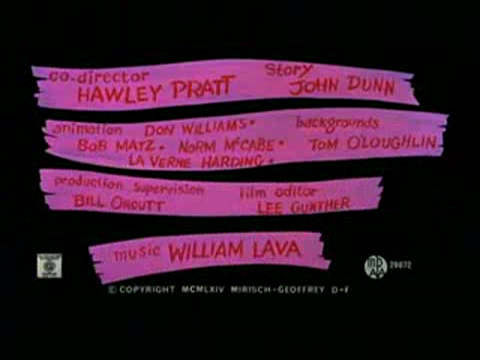 co-director Story
HAWLEY PRATT JOHN DUNN
animation DON WILLIAMS • backgrounds
BOB MATZ • NORM McCABE • TOM O'LOUGHLIN
LA VERNE HARDING •
production supervision film editor
BILL ORCUTT LEE GUNTHER
music WILLIAM LAVA
29872
© COPYRIGHT MCMLXIV MIRISCH-GEOFFREY D-F